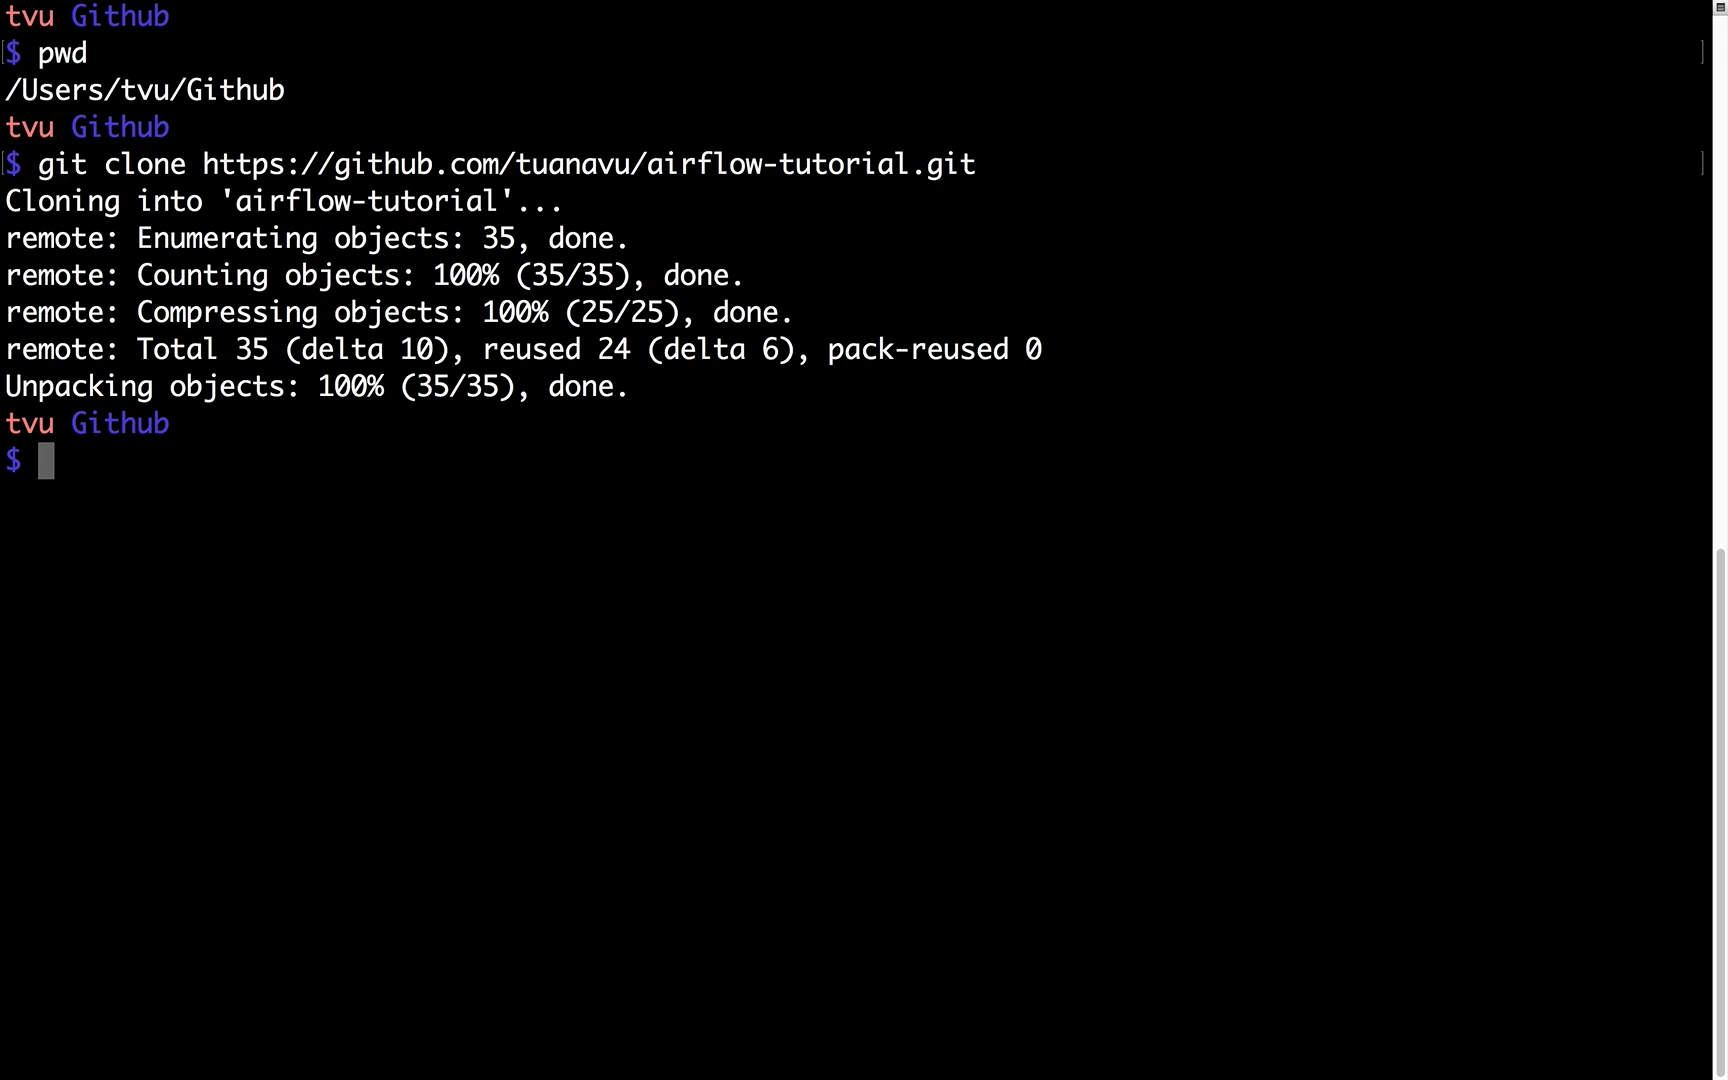 tvu Github
$ pwd
/Users/tvu/Github
tvu Github
$ git clone https://github.com/tuanavu/airflow-tutorial.git
Cloning into 'airflow-tutorial'...
remote: Enumerating objects: 35, done.
remote: Counting objects: 100% (35/35), done.
remote: Compressing objects: 100% (25/25), done.
remote: Total 35 (delta 10), reused 24 (delta 6), pack-reused 0
Unpacking objects: 100% (35/35), done.
tvu Github
$